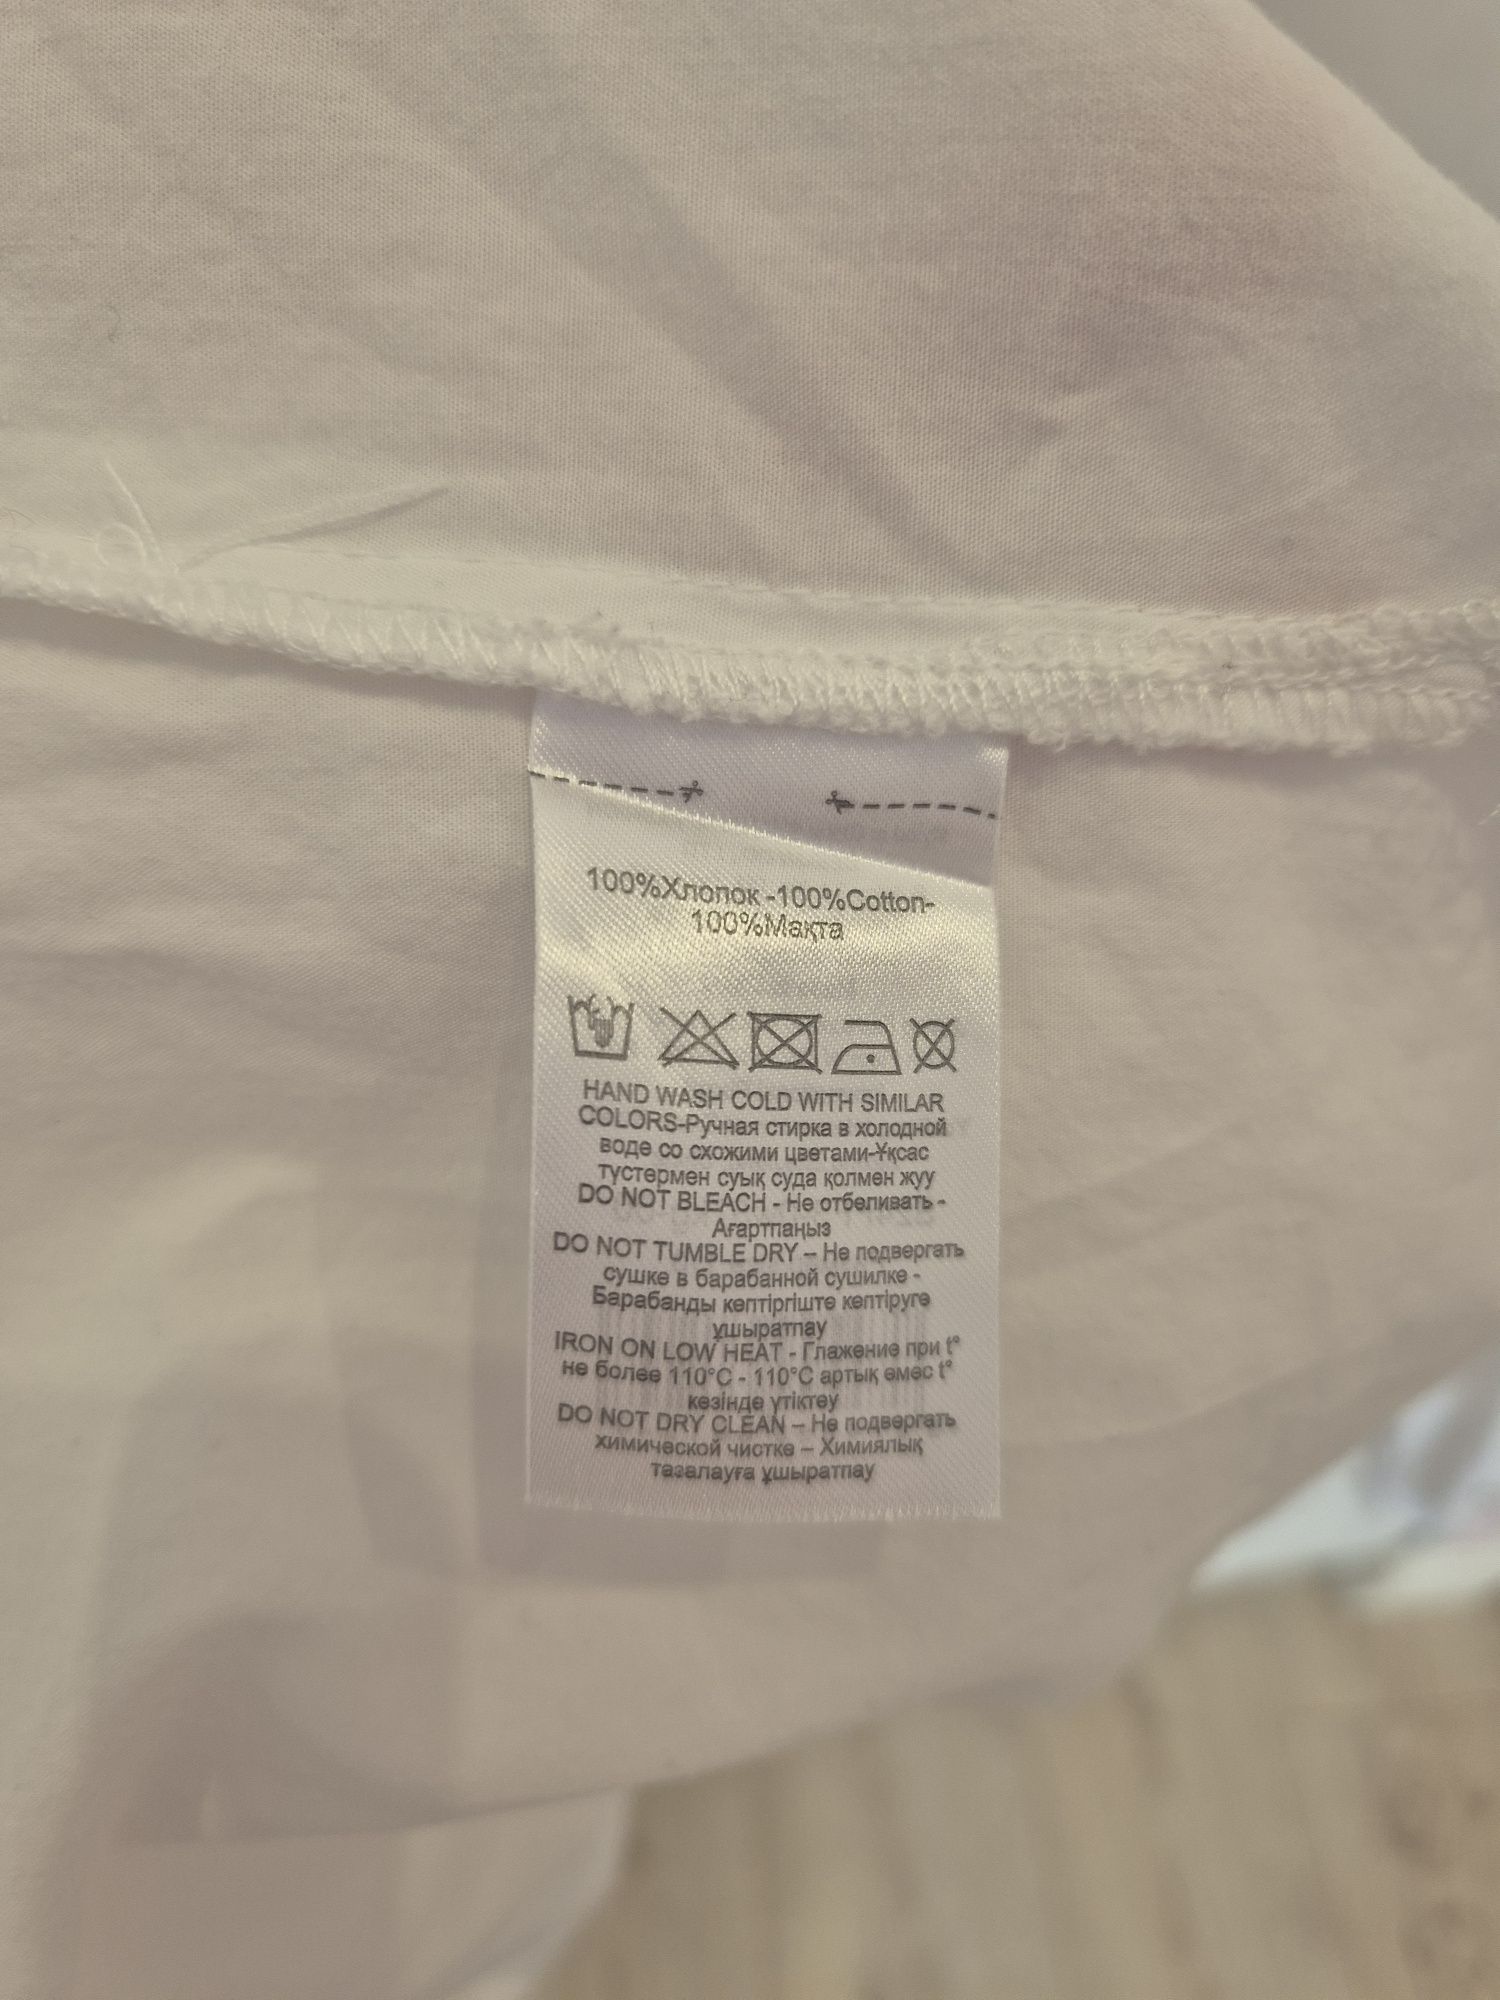 100%Хлопок -100%Cotton-
100%Мақта
HAND WASH COLD WITH SIMILAR
COLORS-Ручная стирка в холодной
воде со схожими цветами-Ұқсас
түстермен суық суда қолмен жуу
DO NOT BLEACH - Не отбеливать -
Ағартпаңыз
DO NOT TUMBLE DRY – Не подвергать
сушке в барабанной сушилке -
Барабанды кептіргіште кептіруге
ұшыратпау
IRON ON LOW HEAT - Глажение при t°
не более 110°C - 110°C артық емес t°
кезінде үтіктеу
DO NOT DRY CLEAN – Не подвергать
химической чистке – Химиялық
тазалауға ұшыратпау